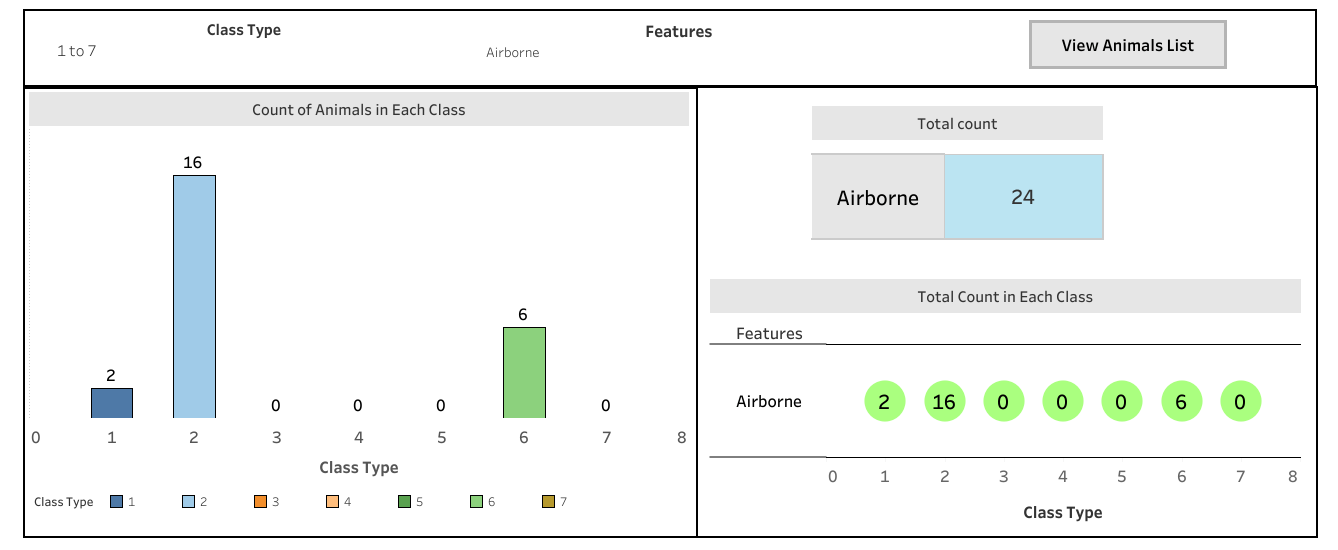 Class Type
Features
View Animals List
1 to 7
Airborne
Count of Animals in Each Class
2
16
0
0
0
6
0
0 1 2 3 4 5 6 7 8
Class Type
Class Type 1 2 3 4 5 6 7
Total count
Airborne 24
Total Count in Each Class
Features
Airborne 2 16 0 0 0 6 0
0 1 2 3 4 5 6 7 8
Class Type